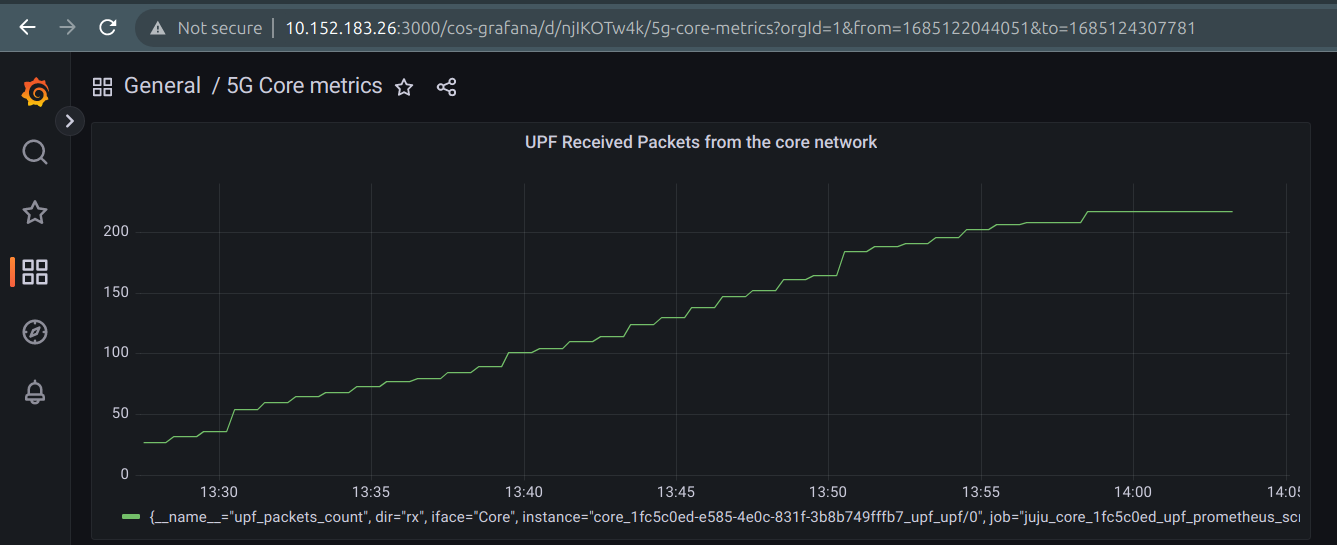 Not secure | 10.152.183.26:3000/cos-grafana/d/njIKOTw4k/5g-core-metrics?orgId=1&from=1685122044051&to=1685124307781
General / 5G Core metrics
UPF Received Packets from the core network
200
150
100
50
0
13:30 13:35 13:40 13:45 13:50 13:55 14:00 14:05
{__name__="upf_packets_count", dir="rx", iface="Core", instance="core_1fc5c0ed-e585-4e0c-831f-3b8b749fffb7_upf_upf/0", job="juju_core_1fc5c0ed_upf_prometheus_scr